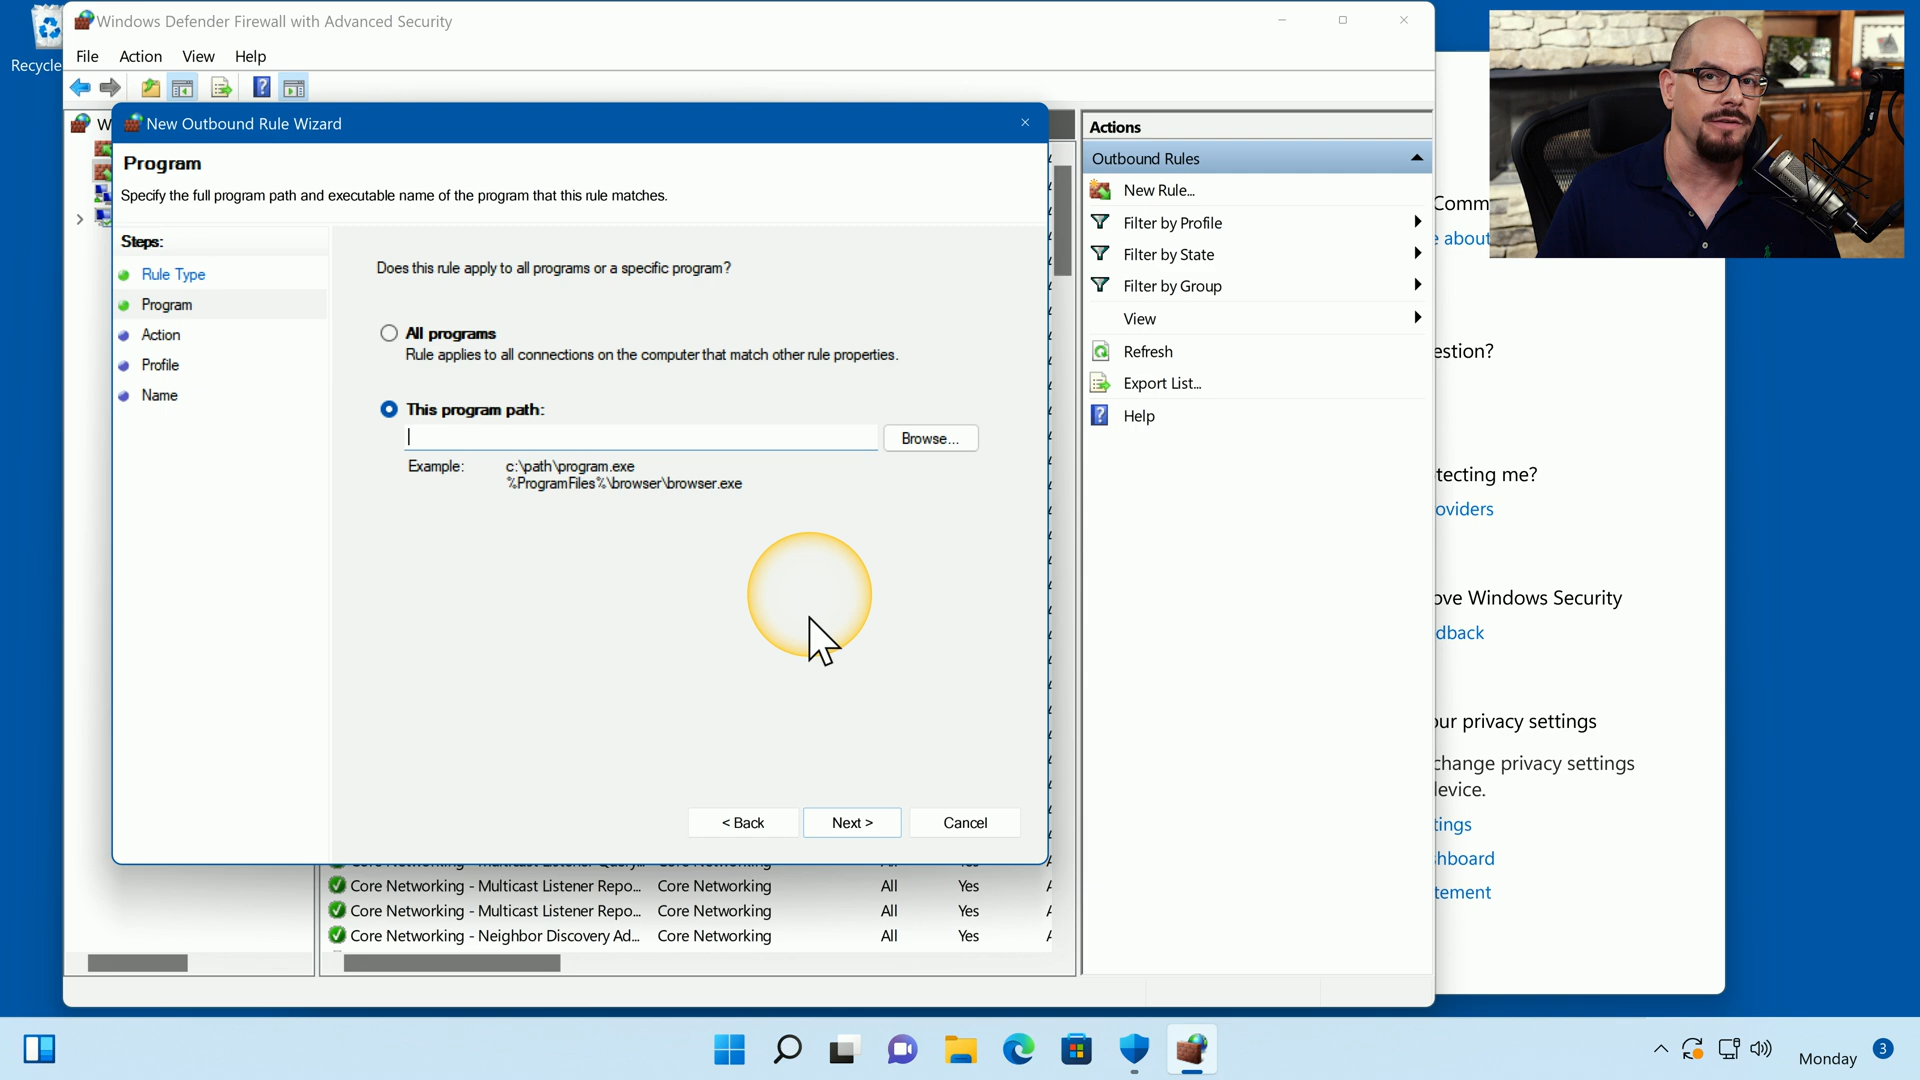 Recycle
Windows Defender Firewall with Advanced Security
File Action View Help
New Outbound Rule Wizard
Program
Specify the full program path and executable name of the program that this rule matches.
Steps:
Rule Type
Program
Action
Profile
Name
Does this rule apply to all programs or a specific program?
All programs
Rule applies to all connections on the computer that match other rule properties.
This program path:
Browse...
Example: c:\path\program.exe
%ProgramFiles%\browser\browser.exe
< Back Next > Cancel
Core Networking - Multicast Listener Repo... Core Networking All Yes
Core Networking - Multicast Listener Repo... Core Networking All Yes
Core Networking - Neighbor Discovery Ad... Core Networking All Yes
Actions
Outbound Rules
New Rule...
Filter by Profile
Filter by State
Filter by Group
View
Refresh
Export List...
Help
Comm
e about
estion?
tecting me?
oviders
ove Windows Security
dback
our privacy settings
change privacy settings
device.
tings
hboard
tement
Monday 3